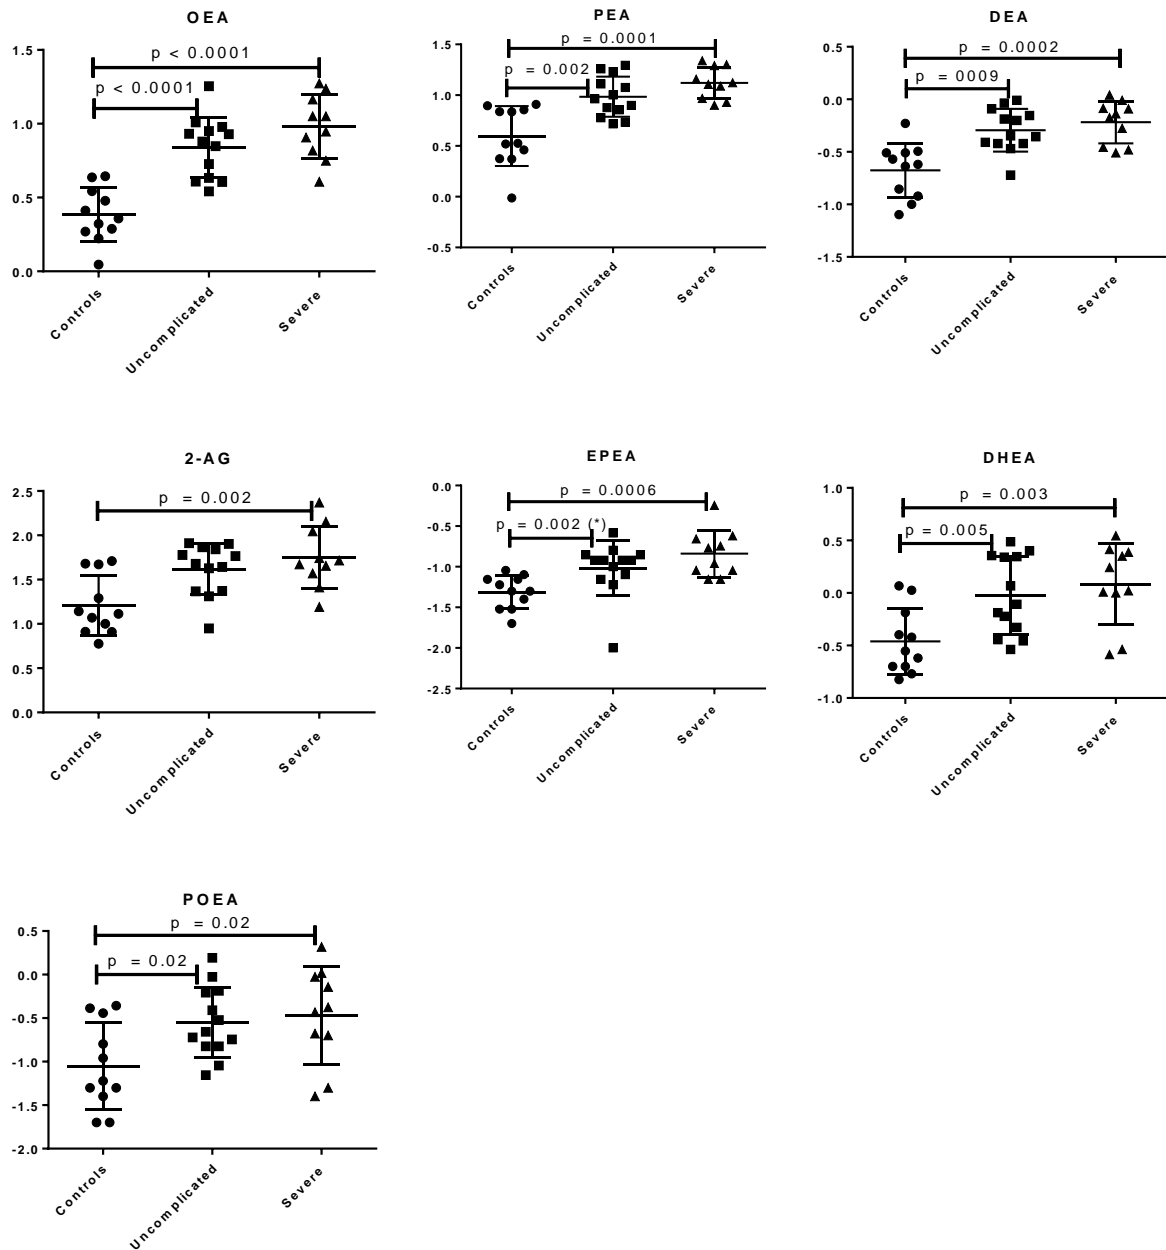 OEA
p < 0.0001
p < 0.0001
1.5
1.0
0.5
0.0
Controls
Uncomplicated
Severe
PEA
p = 0.0001
p = 0.002
1.5
1.0
0.5
0.0
-0.5
Controls
Uncomplicated
Severe
DEA
p = 0.0002
p = 0009
0.5
0.0
-0.5
-1.0
-1.5
Controls
Uncomplicated
Severe
2-AG
p = 0.002
2.5
2.0
1.5
1.0
0.5
0.0
Controls
Uncomplicated
Severe
EPEA
p = 0.0006
p = 0.002 (*)
0.0
-0.5
-1.0
-1.5
-2.0
-2.5
Controls
Uncomplicated
Severe
DHEA
p = 0.003
p = 0.005
1.0
0.5
0.0
-0.5
-1.0
Controls
Uncomplicated
Severe
POEA
p = 0.02
p = 0.02
0.5
0.0
-0.5
-1.0
-1.5
-2.0
Controls
Uncomplicated
Severe